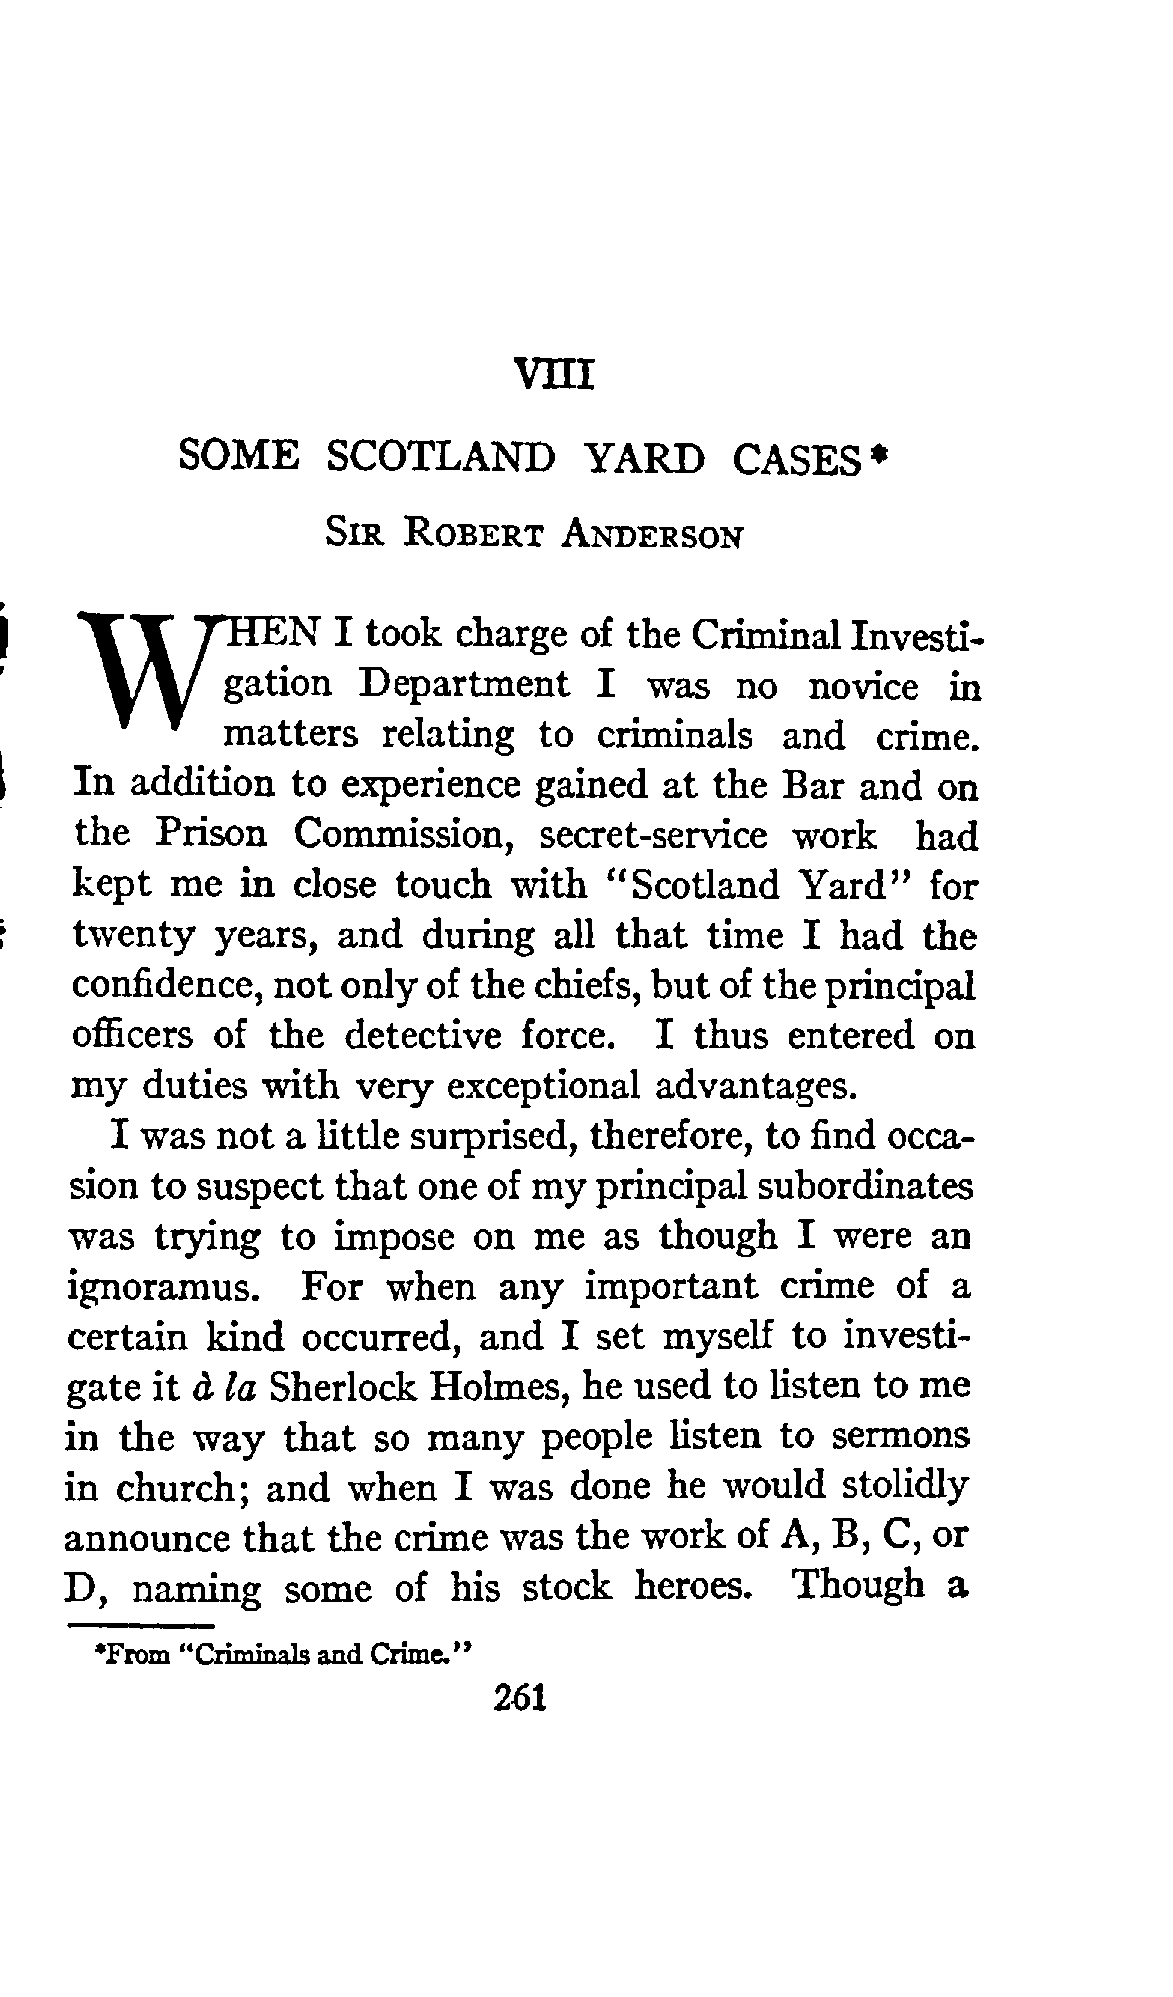 VIII
SOME SCOTLAND YARD CASES*
SIR ROBERT ANDERSON
WHEN I took charge of the Criminal Investi-
gation Department I was no novice in
matters relating to criminals and crime.
In addition to experience gained at the Bar and on
the Prison Commission, secret-service work had
kept me in close touch with "Scotland Yard" for
twenty years, and during all that time I had the
confidence, not only of the chiefs, but of the principal
officers of the detective force. I thus entered on
my duties with very exceptional advantages.
I was not a little surprised, therefore, to find occa-
sion to suspect that one of my principal subordinates
was trying to impose on me as though I were an
ignoramus. For when any important crime of a
certain kind occurred, and I set myself to investi-
gate it à la Sherlock Holmes, he used to listen to me
in the way that so many people listen to sermons
in church; and when I was done he would stolidly
announce that the crime was the work of A, B, C, or
D, naming some of his stock heroes. Though a
*From "Criminals and Crime."
261